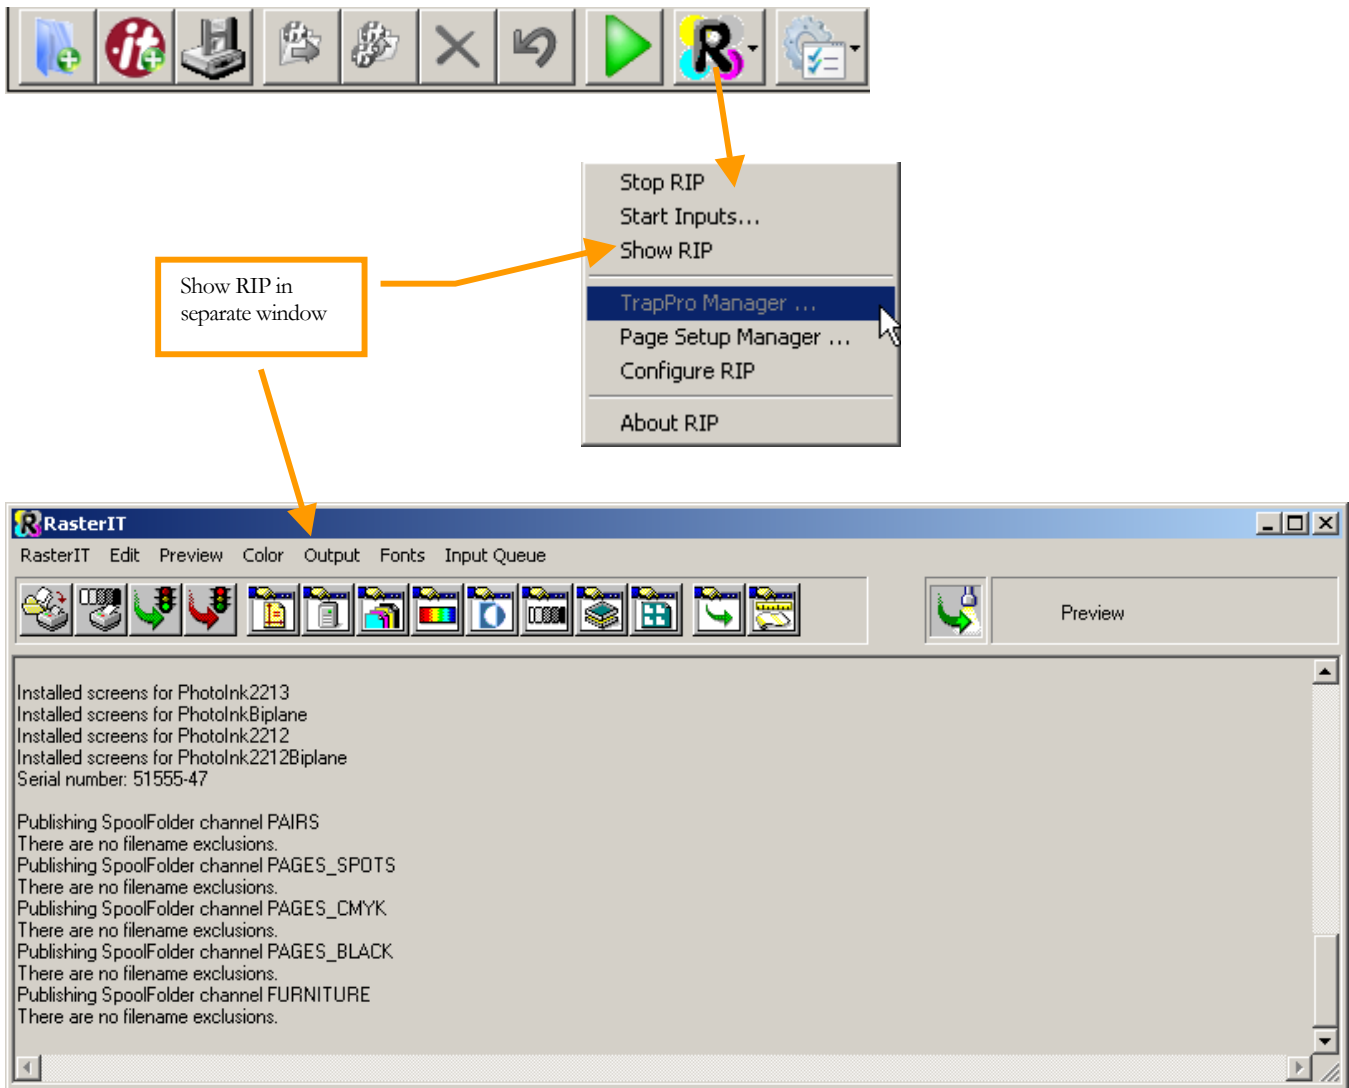 ·it
R
Stop RIP
Start Inputs...
Show RIP
Show RIP in
separate window
TrapPro Manager ...
Page Setup Manager ...
Configure RIP
About RIP
RasterIT
RasterIT Edit Preview Color Output Fonts Input Queue
Preview
Installed screens for PhotoInk2213
Installed screens for PhotoInkBiplane
Installed screens for PhotoInk2212
Installed screens for PhotoInk2212Biplane
Serial number: 51555-47
Publishing SpoolFolder channel PAIRS
There are no filename exclusions.
Publishing SpoolFolder channel PAGES_SPOTS
There are no filename exclusions.
Publishing SpoolFolder channel PAGES_CMYK
There are no filename exclusions.
Publishing SpoolFolder channel PAGES_BLACK
There are no filename exclusions.
Publishing SpoolFolder channel FURNITURE
There are no filename exclusions.